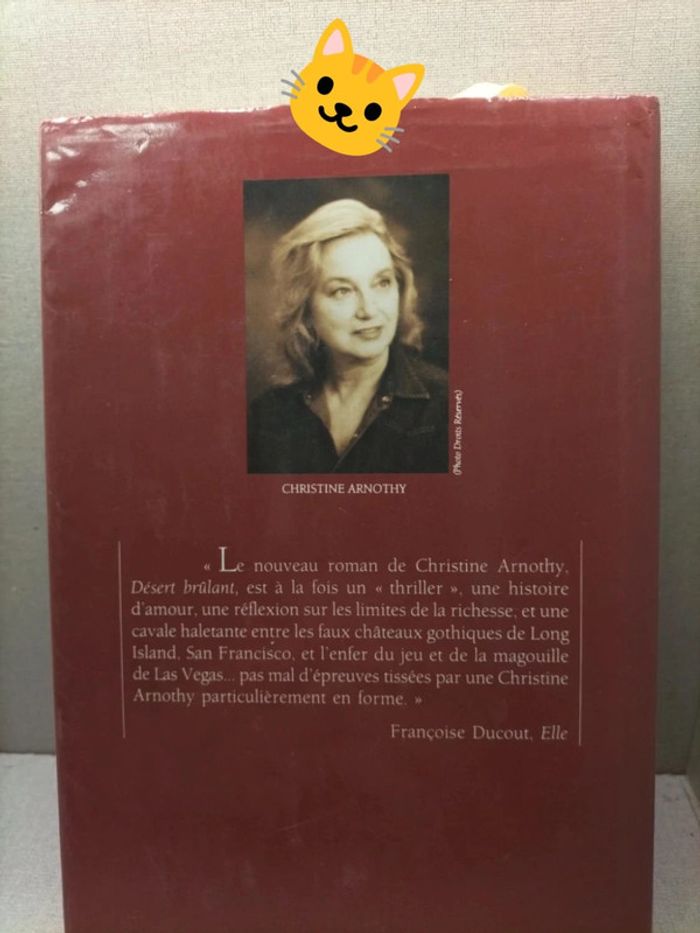 (Photo Droits Réservés)
CHRISTINE ARNOTHY
« Le nouveau roman de Christine Arnothy,
Désert brûlant, est à la fois un « thriller », une histoire
d'amour, une réflexion sur les limites de la richesse, et une
cavale haletante entre les faux châteaux gothiques de Long
Island, San Francisco, et l'enfer du jeu et de la magouille
de Las Vegas... pas mal d'épreuves tissées par une Christine
Arnothy particulièrement en forme. »
Françoise Ducout, Elle